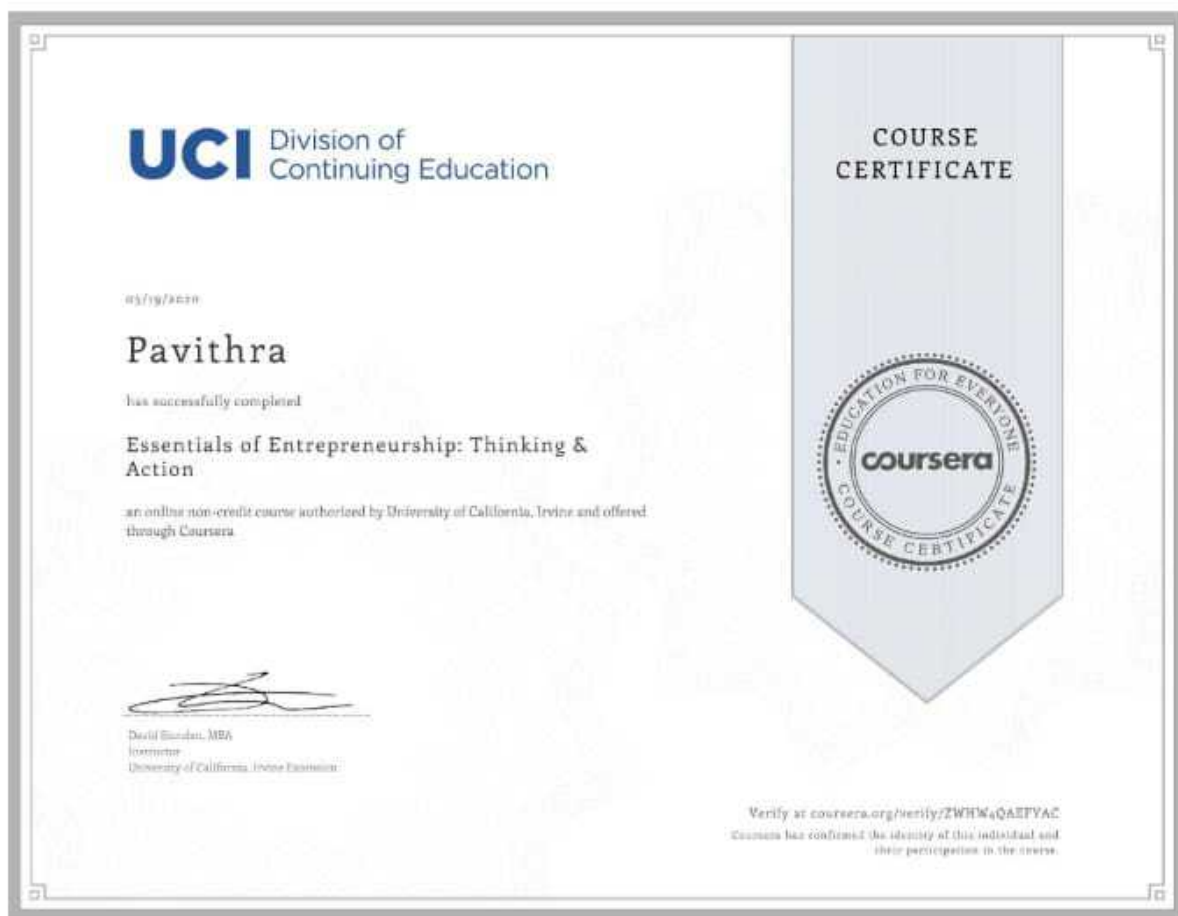 UCI Division of
Continuing Education
COURSE
CERTIFICATE
05/19/2020
Pavithra
has successfully completed
Essentials of Entrepreneurship: Thinking &
Action
an online non-credit course authorized by University of California, Irvine and offered
through Coursera
EDUCATION FOR EVERYONE
coursera
COURSE CERTIFICATE
David Standen, MBA
Instructor
University of California, Irvine Extension
Verify at coursera.org/verify/ZWHW4QAEFYAC
Coursera has confirmed the identity of this individual and
their participation in the course.